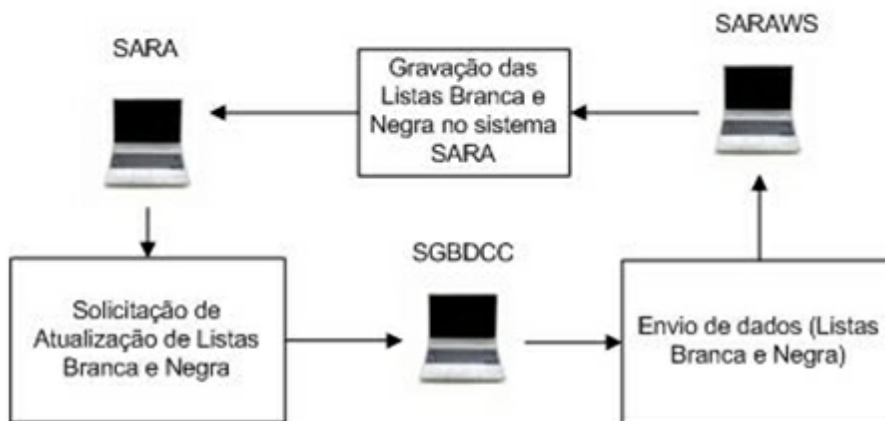 SARAWS
SARA
Gravação das
Listas Branca e
Negra no sistema
SARA
SGBDCC
Solicitação de
Atualização de Listas
Branca e Negra
Envio de dados (Listas
Branca e Negra)